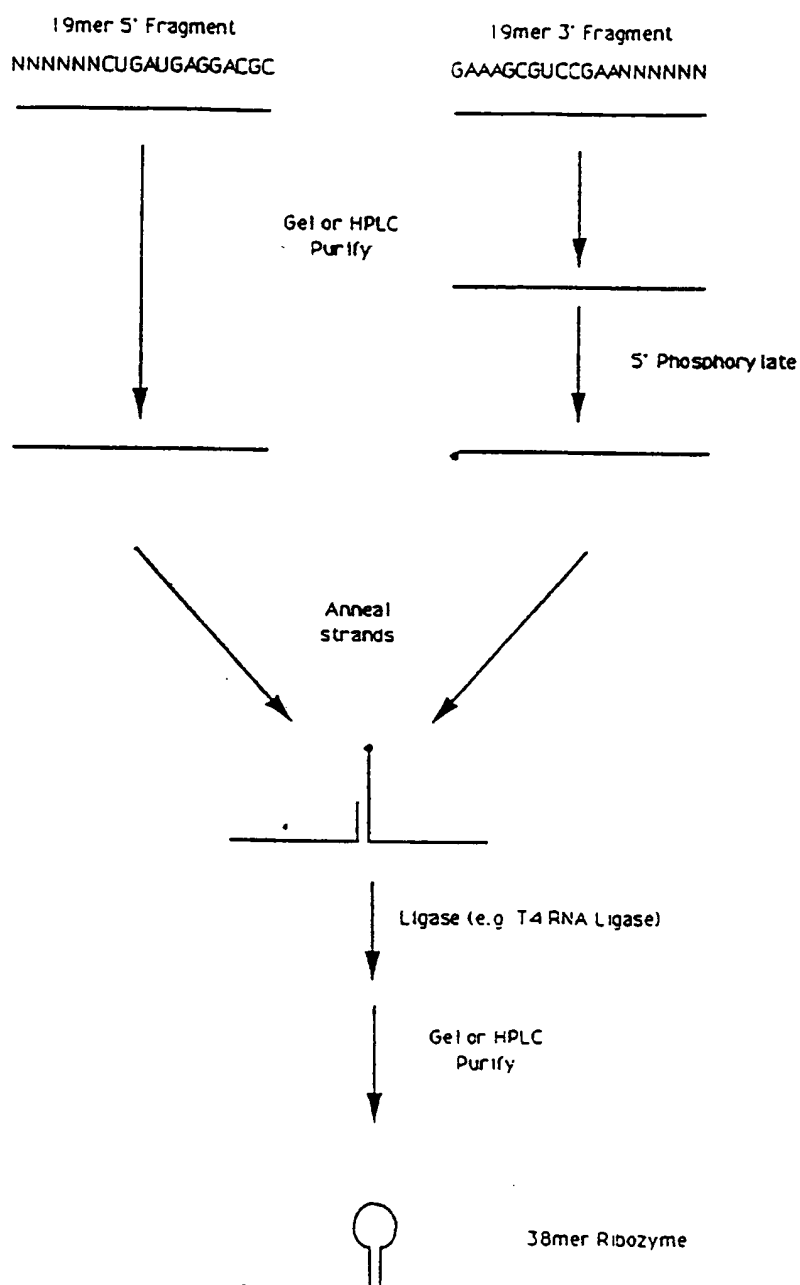 19mer 5' Fragment
NNNNNNCUGAUGAGGACGC
19mer 3' Fragment
GAAAGCGUCCGAANNNNNN
Gel or HPLC
Purify
5' Phosphorylate
Anneal
strands
Ligase (e.g T4 RNA Ligase)
Gel or HPLC
Purify
38mer Ribozyme